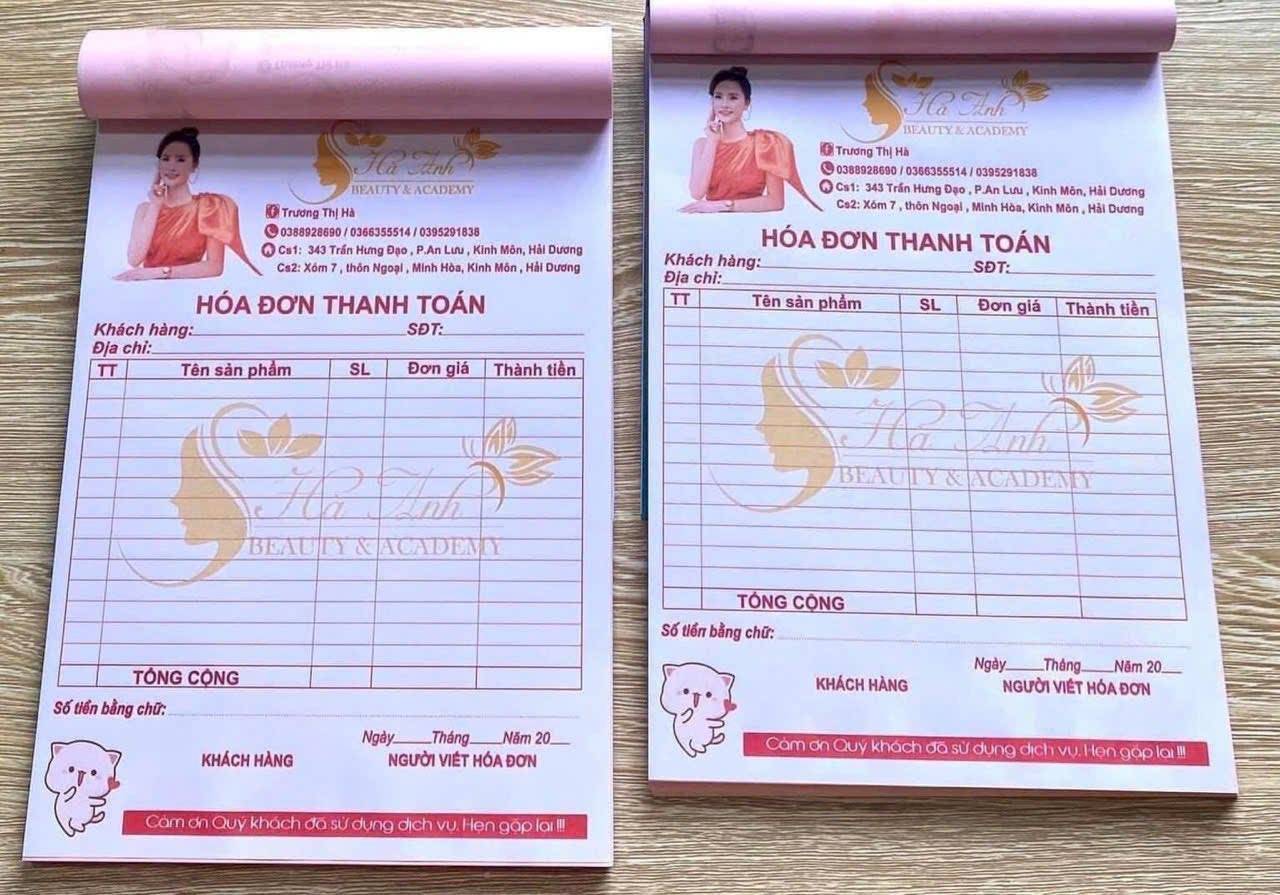 Hà Anh
BEAUTY & ACADEMY
Trương Thị Hà
0388928690 / 0366355514 / 0395291838
Cs1: 343 Trần Hưng Đạo , P.An Lưu , Kinh Môn, Hải Dương
Cs2: Xóm 7 , thôn Ngoại , Minh Hòa, Kinh Môn , Hải Dương
HÓA ĐƠN THANH TOÁN
Khách hàng: SĐT:
Địa chỉ:
TT Tên sản phẩm SL Đơn giá Thành tiền
Hà Anh
BEAUTY & ACADEMY
TỔNG CỘNG
Số tiền bằng chữ:
Ngày____Tháng____Năm 20__
KHÁCH HÀNG NGƯỜI VIẾT HÓA ĐƠN
Cảm ơn Quý khách đã sử dụng dịch vụ. Hẹn gặp lại !!!
Hà Anh
BEAUTY & ACADEMY
Trương Thị Hà
0388928690 / 0366355514 / 0395291838
Cs1: 343 Trần Hưng Đạo , P.An Lưu , Kinh Môn, Hải Dương
Cs2: Xóm 7 , thôn Ngoại , Minh Hòa, Kinh Môn , Hải Dương
HÓA ĐƠN THANH TOÁN
Khách hàng: SĐT:
Địa chỉ:
TT Tên sản phẩm SL Đơn giá Thành tiền
Hà Anh
BEAUTY & ACADEMY
TỔNG CỘNG
Số tiền bằng chữ:
Ngày____Tháng____Năm 20__
KHÁCH HÀNG NGƯỜI VIẾT HÓA ĐƠN
Cảm ơn Quý khách đã sử dụng dịch vụ. Hẹn gặp lại !!!